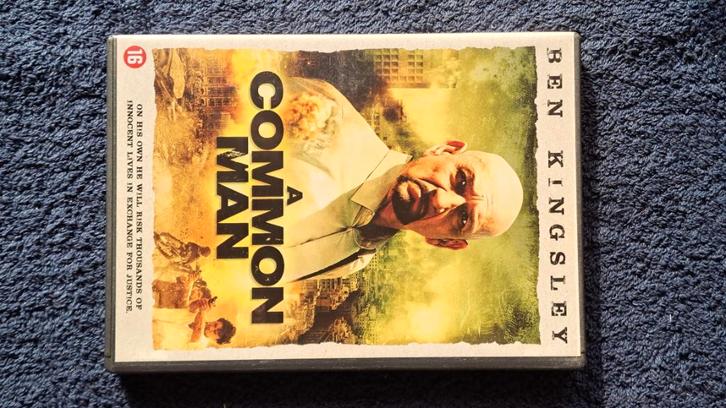 BEN KINGSLEY
A
COMMON
MAN
ON HIS OWN HE WILL RISK THOUSANDS OF
INNOCENT LIVES IN EXCHANGE FOR JUSTICE.
16